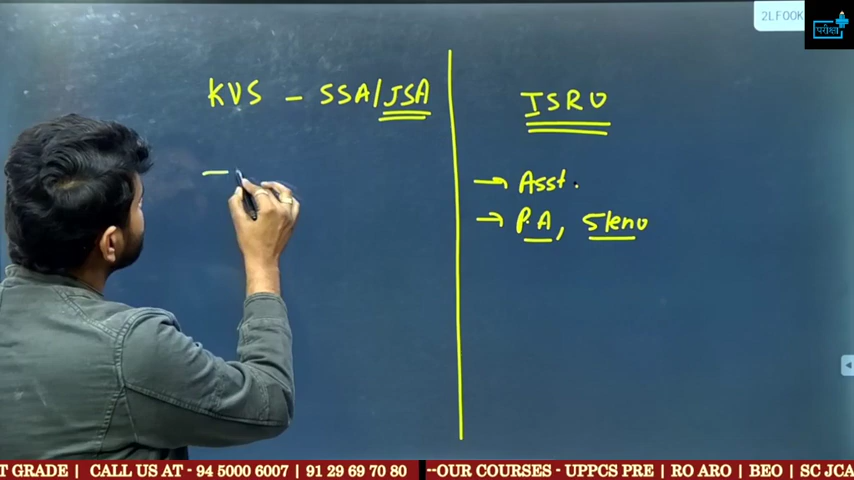 2LFOOK
परीक्षा
KVS - SSA/JSA
ISRO
→ Asst.
→ P.A, Steno
T GRADE | CALL US AT - 94 5000 6007 | 91 29 69 70 80 --OUR COURSES - UPPCS PRE | RO ARO | BEO | SC JCA